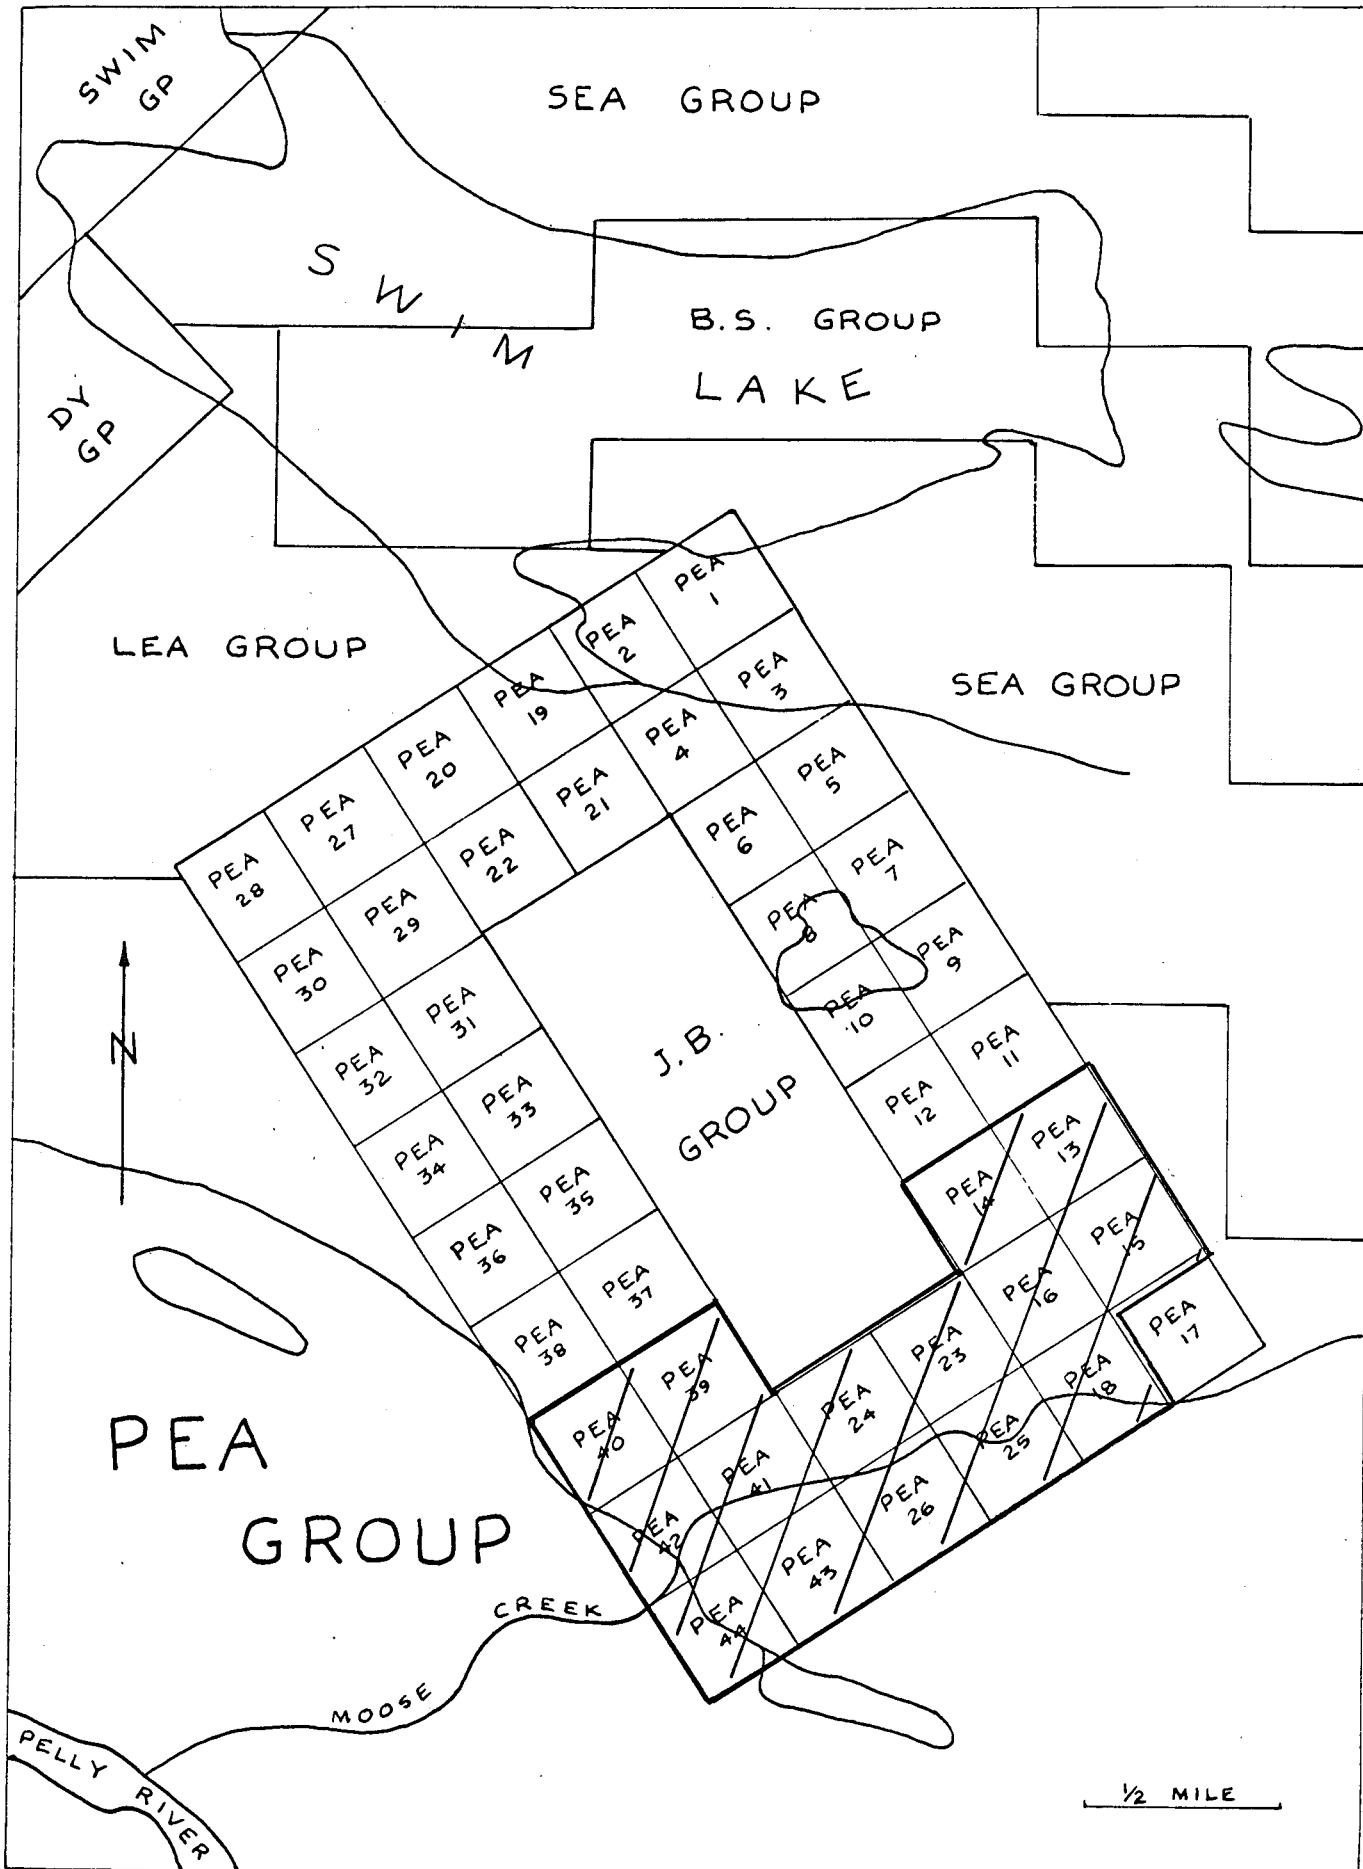 SWIM
GP
SEA GROUP
SWIM
B.S. GROUP
LAKE
DY
GP
LEA GROUP
SEA GROUP
PEA
1
PEA
2
PEA
3
PEA
19
PEA
4
PEA
20
PEA
5
PEA
21
PEA
27
PEA
6
PEA
22
PEA
7
PEA
28
PEA
29
PEA
8
PEA
9
PEA
30
PEA
31
PEA
10
J.B.
GROUP
PEA
11
PEA
32
PEA
33
PEA
12
N
PEA
13
PEA
34
PEA
35
PEA
14
PEA
15
PEA
36
PEA
37
PEA
16
PEA
17
PEA
38
PEA
39
PEA
23
PEA
18
PEA
24
PEA
40
PEA
25
PEA
41
PEA
26
PEA
42
PEA
43
PEA
44
PEA
GROUP
MOOSE CREEK
PELLY RIVER
1/2 MILE